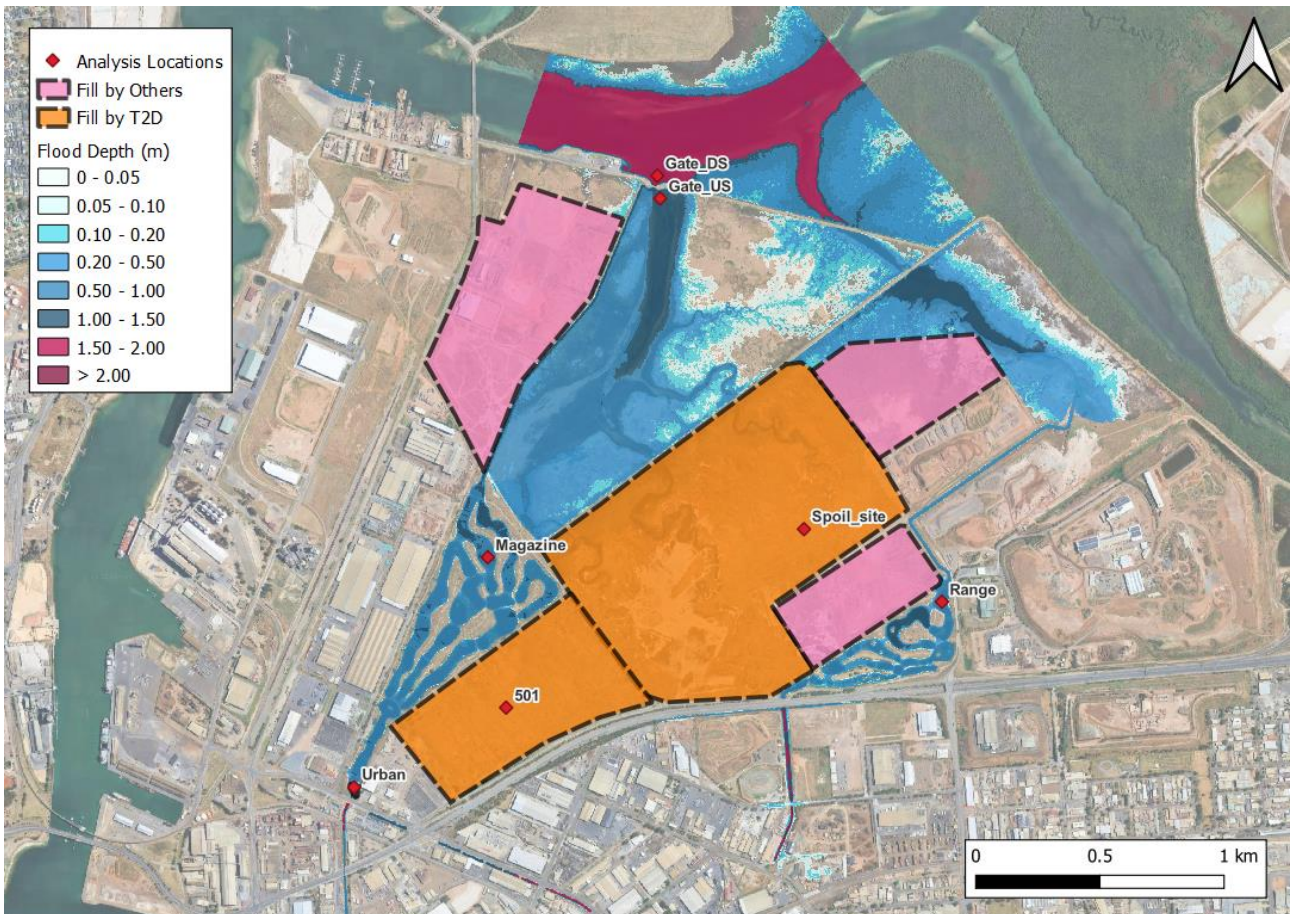 Analysis Locations
Fill by Others
Fill by T2D
Flood Depth (m)
0 - 0.05
0.05 - 0.10
0.10 - 0.20
0.20 - 0.50
0.50 - 1.00
1.00 - 1.50
1.50 - 2.00
> 2.00
Gate_DS
Gate_US
Spoil_site
Magazine
Range
501
Urban
0 0.5 1 km